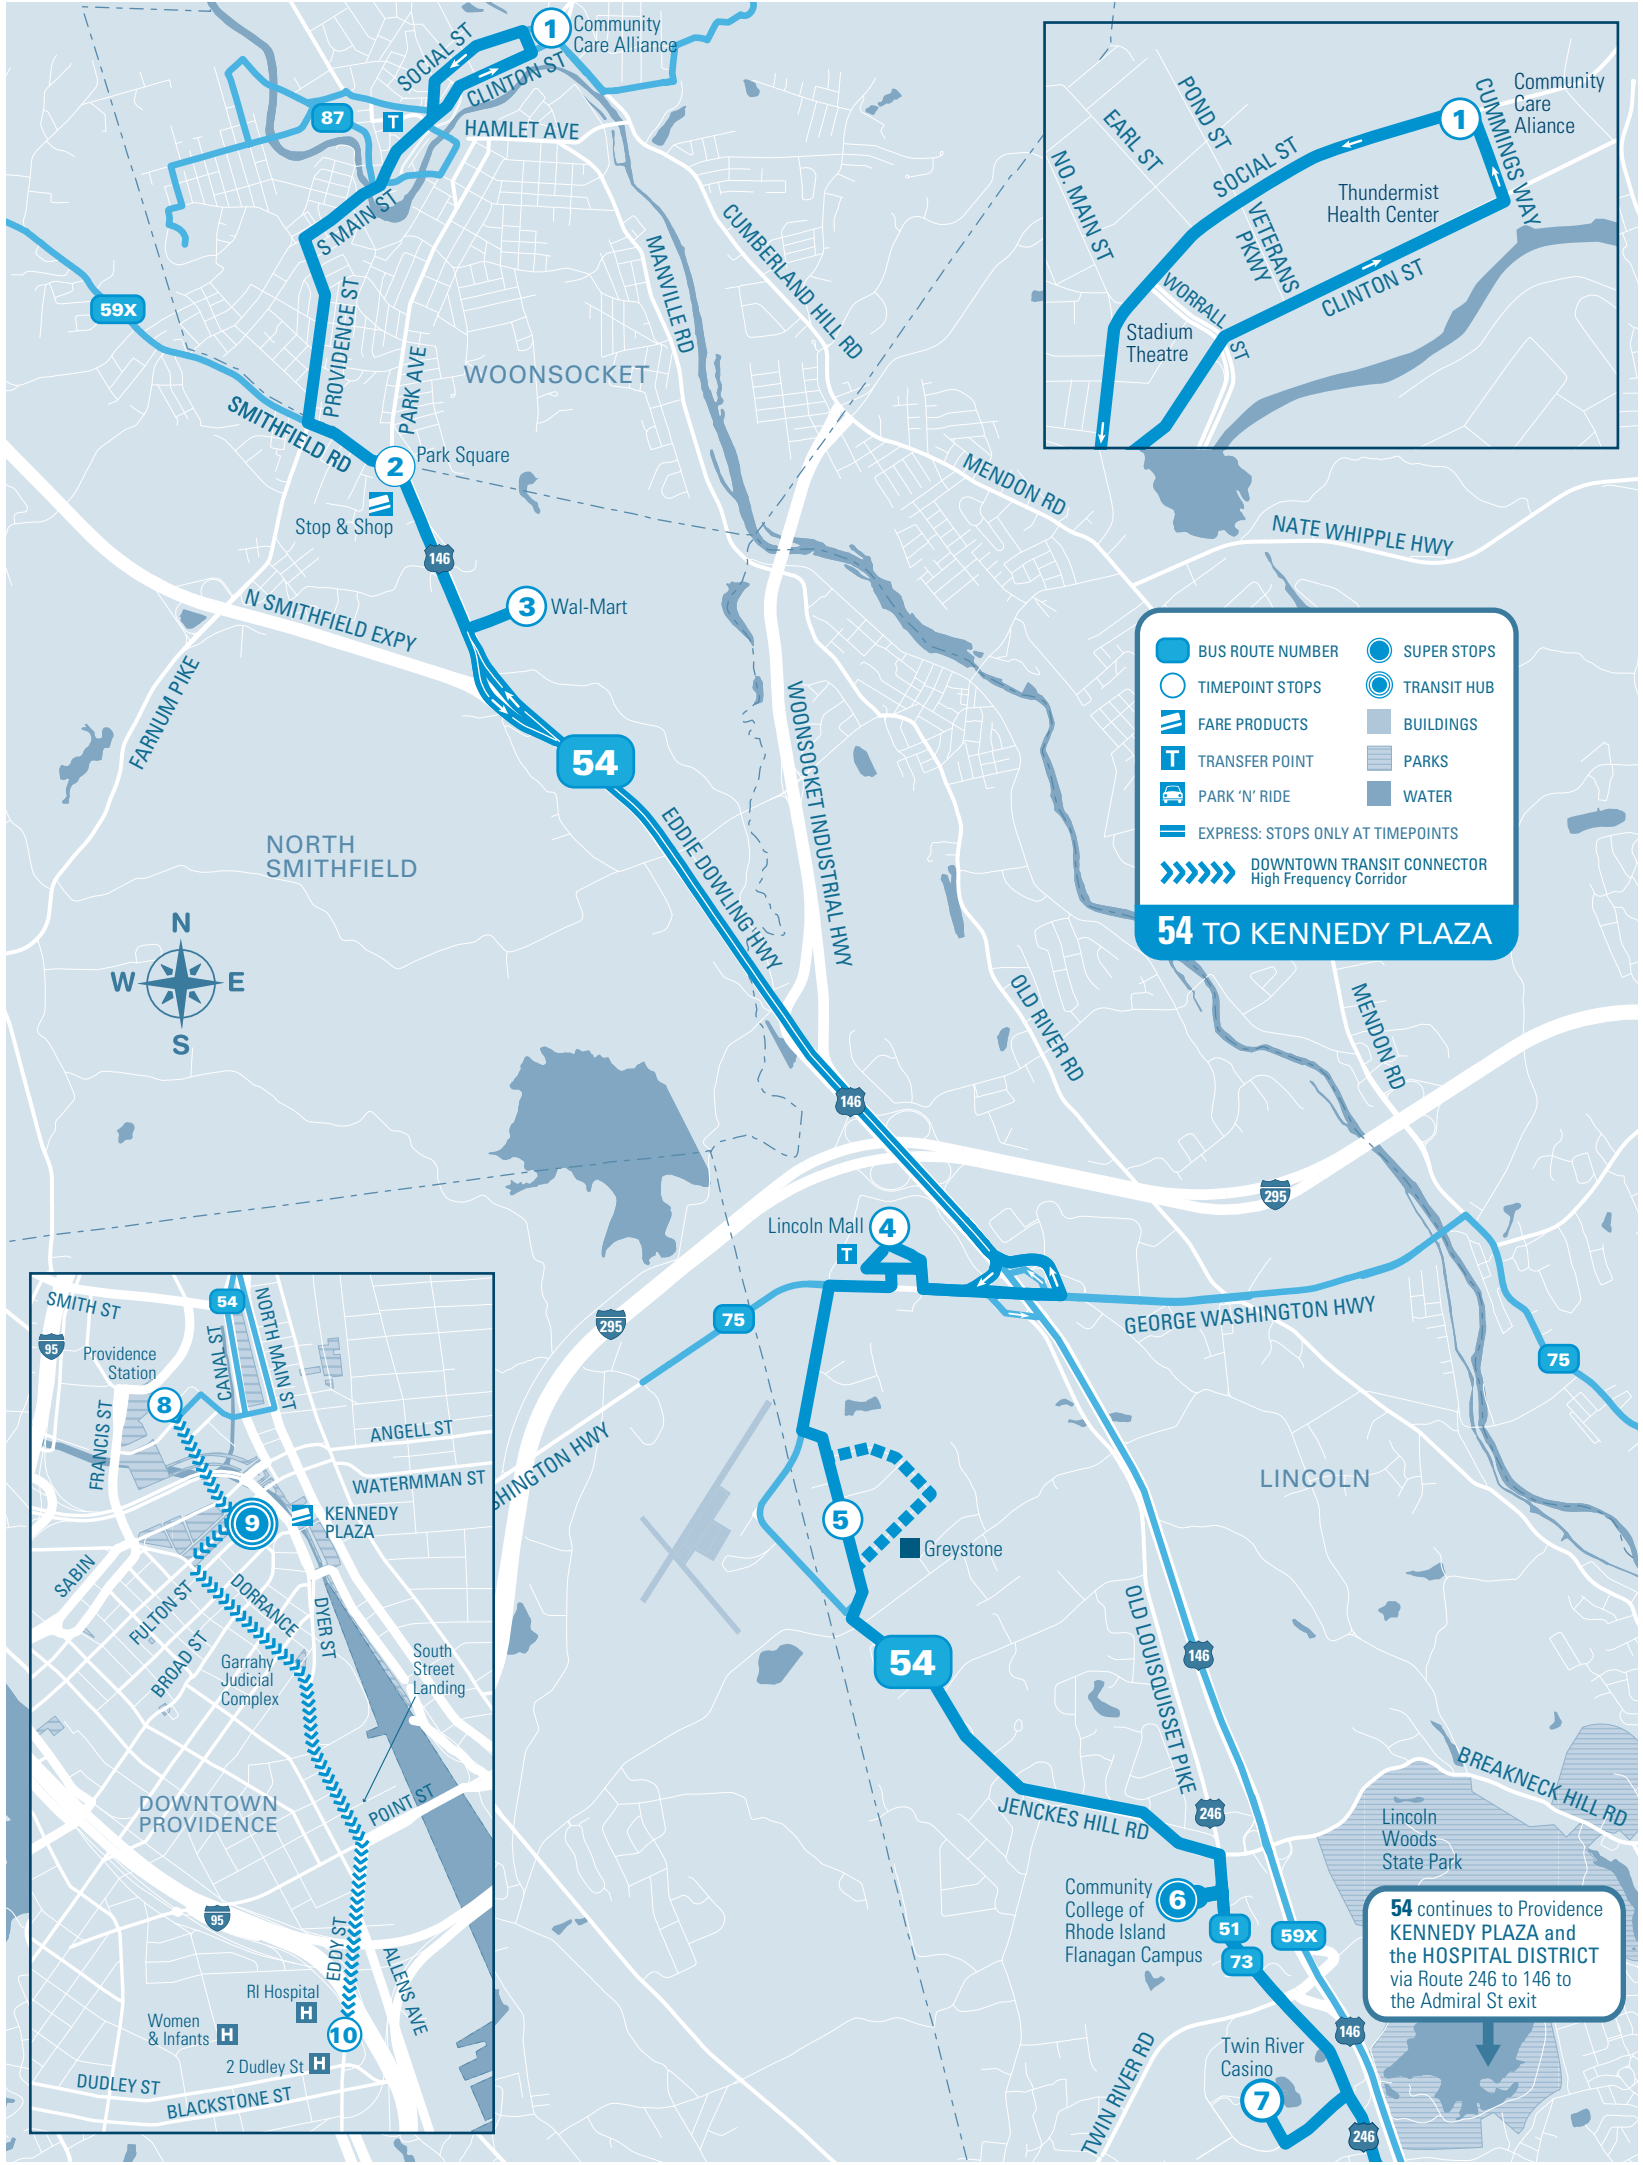 1
Community
Care Alliance
SOCIAL ST
CLINTON ST
87
T
HAMLET AVE
S MAIN ST
59X
PROVIDENCE ST
PARK AVE
WOONSOCKET
MANVILLE RD
CUMBERLAND HILL RD
SMITHFIELD RD
2
Park Square
Stop & Shop
146
3
Wal-Mart
N SMITHFIELD EXPY
FARNUM PIKE
54
MENDON RD
NATE WHIPPLE HWY
WOONSOCKET INDUSTRIAL HWY
EDDIE DOWLING HWY
NORTH
SMITHFIELD
N
W
E
S
OLD RIVER RD
MENDON RD
146
295
Community
Care
Aliance
1
CUMMINGS WAY
POND ST
EARL ST
NO. MAIN ST
SOCIAL ST
Thundermist
Health Center
VETERANS
PKWY
WORRALL
ST
CLINTON ST
Stadium
Theatre
BUS ROUTE NUMBER
SUPER STOPS
TIMEPOINT STOPS
TRANSIT HUB
FARE PRODUCTS
BUILDINGS
T
TRANSFER POINT
PARKS
PARK 'N' RIDE
WATER
EXPRESS: STOPS ONLY AT TIMEPOINTS
DOWNTOWN TRANSIT CONNECTOR
High Frequency Corridor
54 TO KENNEDY PLAZA
Lincoln Mall
4
T
75
295
GEORGE WASHINGTON HWY
75
SHINGTON HWY
LINCOLN
5
Greystone
54
OLD LOUISQUISSET PIKE
146
JENCKES HILL RD
246
BREAKNECK HILL RD
Lincoln
Woods
State Park
Community
College of
Rhode Island
Flanagan Campus
6
51
73
59X
54 continues to Providence
KENNEDY PLAZA and
the HOSPITAL DISTRICT
via Route 246 to 146 to
the Admiral St exit
146
TWIN RIVER RD
Twin River
Casino
7
246
SMITH ST
54
NORTH MAIN ST
CANAL ST
95
Providence
Station
8
FRANCIS ST
ANGELL ST
WATERMMAN ST
9
KENNEDY
PLAZA
SABIN
FULTON ST
DORRANCE
DYER ST
BROAD ST
Garrahy
Judicial
Complex
South
Street
Landing
DOWNTOWN
PROVIDENCE
POINT ST
95
EDDY ST
ALLENS AVE
RI Hospital
H
Women
& Infants
H
10
2 Dudley St
H
DUDLEY ST
BLACKSTONE ST